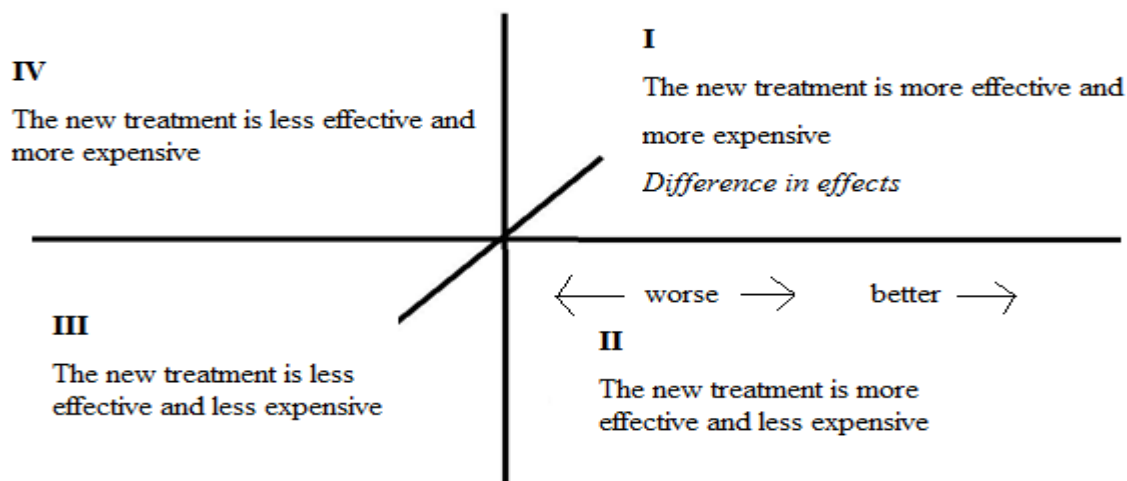 IV
The new treatment is less effective and
more expensive
I
The new treatment is more effective and
more expensive
Difference in effects
worse
better
III
The new treatment is less
effective and less expensive
II
The new treatment is more
effective and less expensive